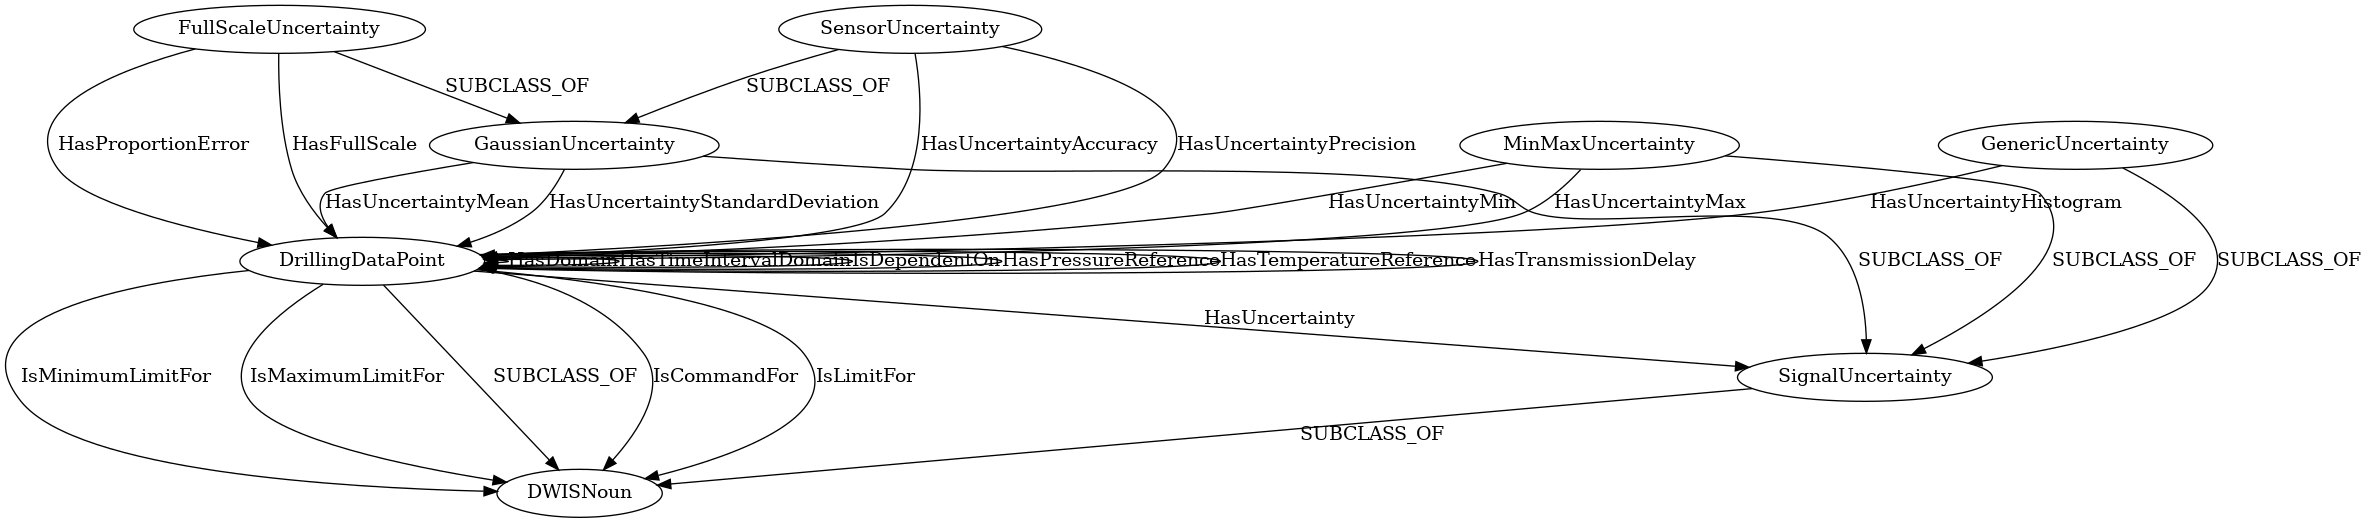 FullScaleUncertainty
SensorUncertainty
SUBCLASS_OF
SUBCLASS_OF
HasProportionError
HasFullScale
GaussianUncertainty
HasUncertaintyAccuracy
HasUncertaintyPrecision
MinMaxUncertainty
GenericUncertainty
HasUncertaintyMean
HasUncertaintyStandardDeviation
HasUncertaintyMin
HasUncertaintyMax
HasUncertaintyHistogram
DrillingDataPoint
HasDomain
HasTimeIntervalDomain
IsDependentOn
HasPressureReference
HasTemperatureReference
HasTransmissionDelay
SUBCLASS_OF
SUBCLASS_OF
SUBCLASS_OF
HasUncertainty
IsMinimumLimitFor
IsMaximumLimitFor
SUBCLASS_OF
IsCommandFor
IsLimitFor
SignalUncertainty
SUBCLASS_OF
DWISNoun